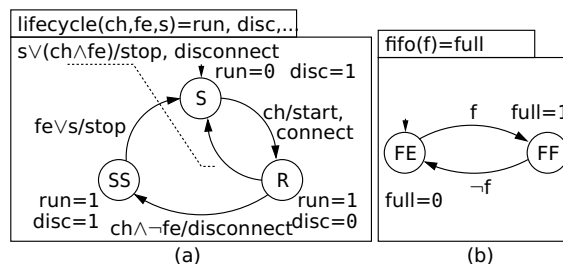 lifecycle(ch,fe,s)=run, disc,...
s∨(ch∧fe)/stop, disconnect
run=0 disc=1
S
ch/start,
connect
fe∨s/stop
SS
R
run=1
disc=1
run=1
disc=0
ch∧¬fe/disconnect
(a)
fifo(f)=full
f
full=1
FE
FF
¬f
full=0
(b)